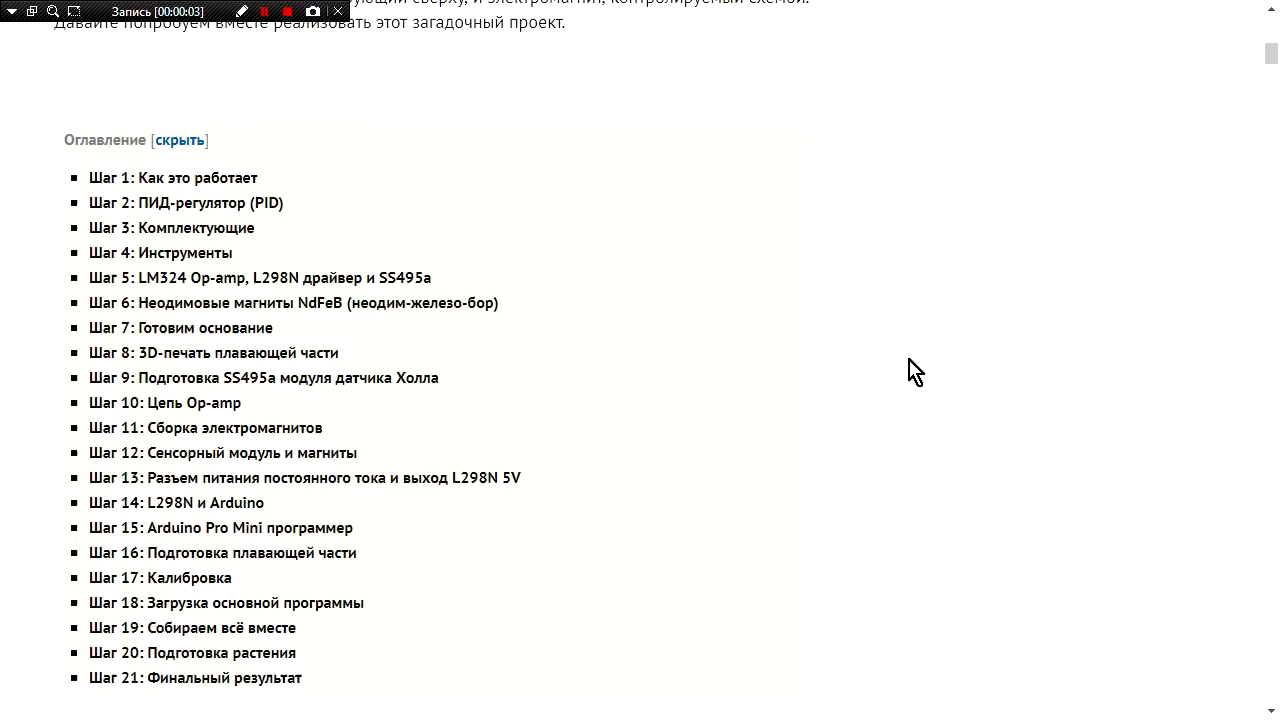 Запись [00:00:03]
сверху, и электромагнит, контролируемый схемой.
Давайте попробуем вместе реализовать этот загадочный проект.
Оглавление [скрыть]
Шаг 1: Как это работает
Шаг 2: ПИД-регулятор (PID)
Шаг 3: Комплектующие
Шаг 4: Инструменты
Шаг 5: LM324 Op-amp, L298N драйвер и SS495a
Шаг 6: Неодимовые магниты NdFeB (неодим-железо-бор)
Шаг 7: Готовим основание
Шаг 8: 3D-печать плавающей части
Шаг 9: Подготовка SS495a модуля датчика Холла
Шаг 10: Цепь Op-amp
Шаг 11: Сборка электромагнитов
Шаг 12: Сенсорный модуль и магниты
Шаг 13: Разъем питания постоянного тока и выход L298N 5V
Шаг 14: L298N и Arduino
Шаг 15: Arduino Pro Mini программер
Шаг 16: Подготовка плавающей части
Шаг 17: Калибровка
Шаг 18: Загрузка основной программы
Шаг 19: Собираем всё вместе
Шаг 20: Подготовка растения
Шаг 21: Финальный результат